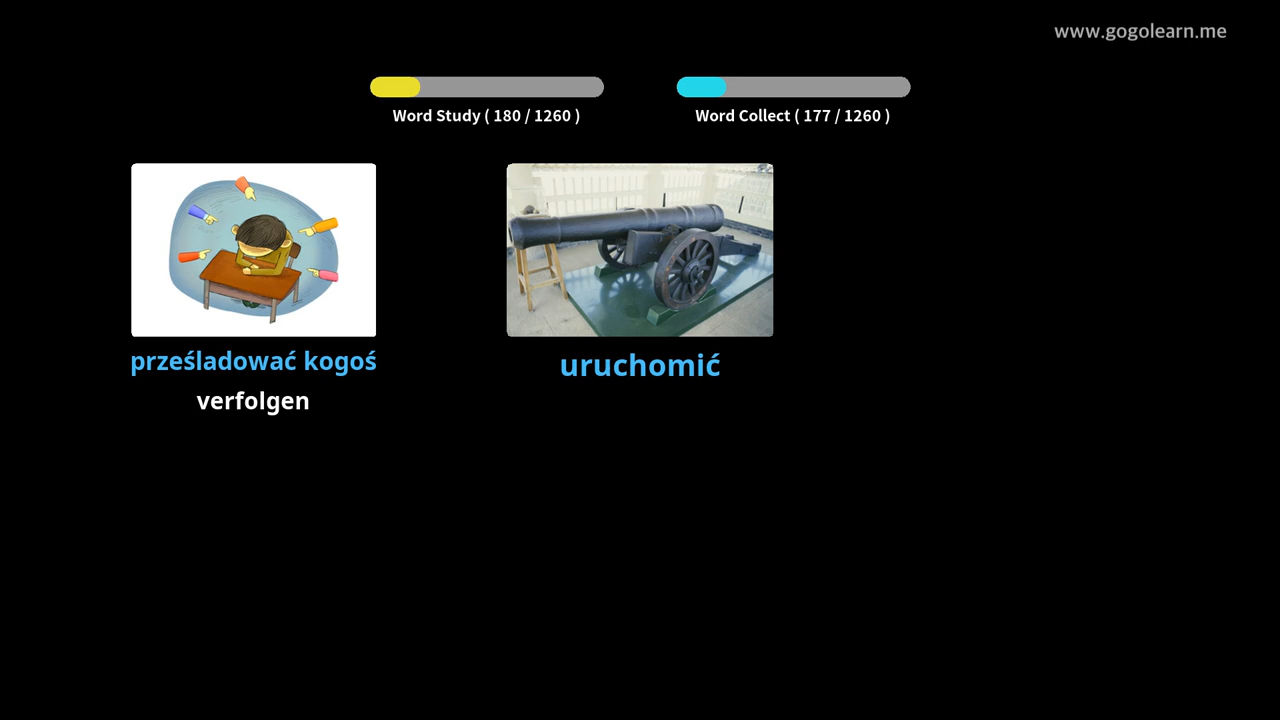 www.gogolearn.me
Word Study ( 180 / 1260 )
Word Collect ( 177 / 1260 )
prześladować kogoś
verfolgen
uruchomić